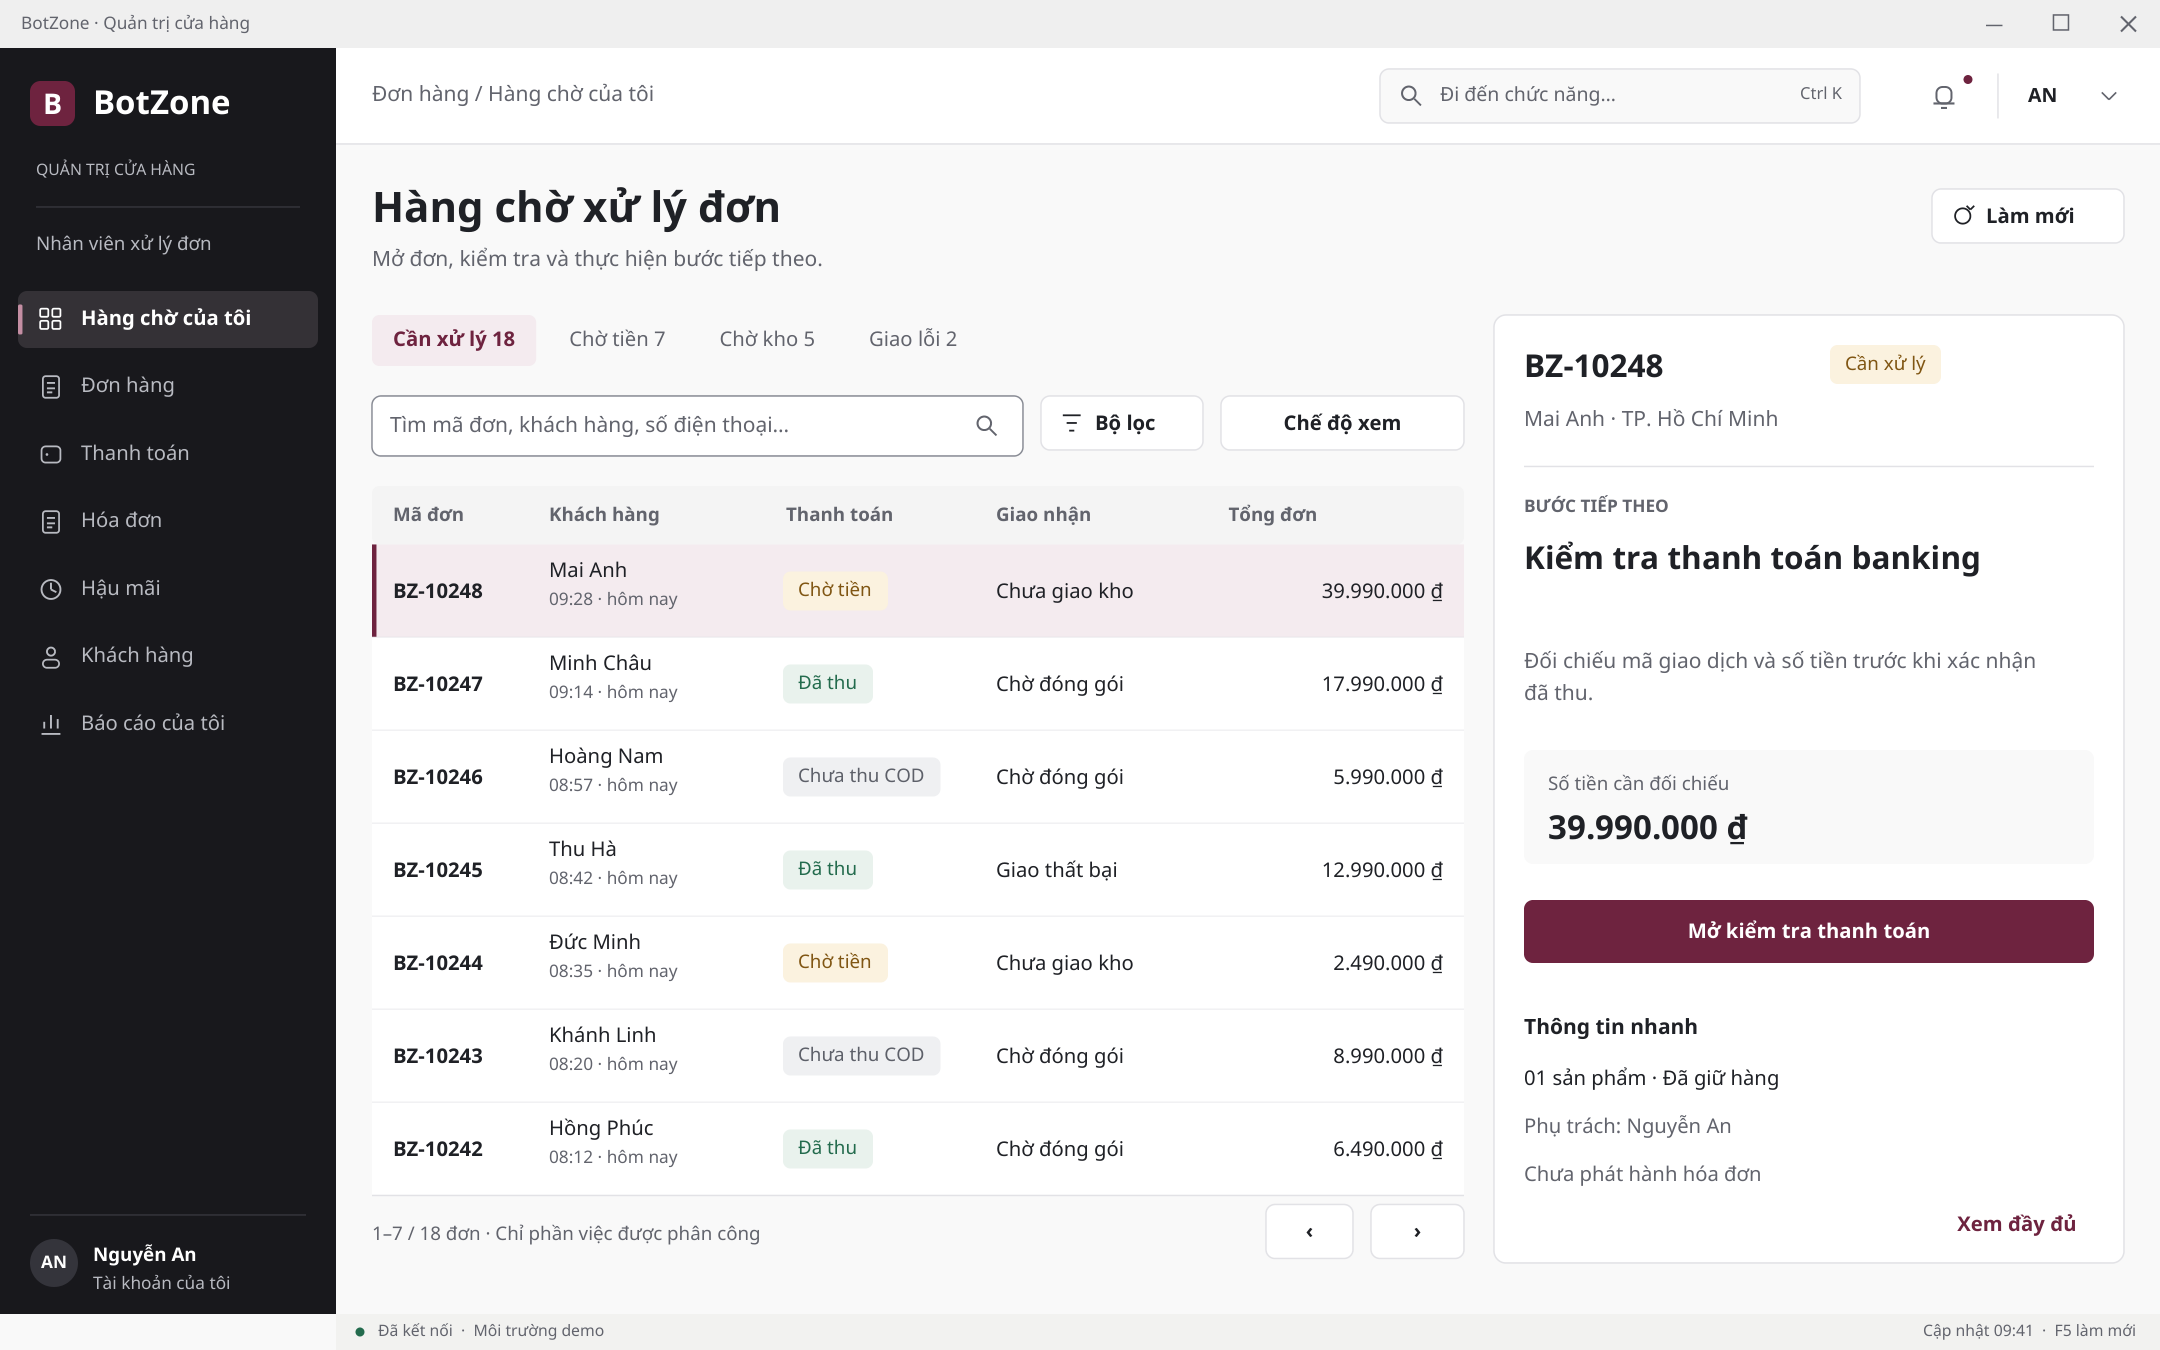 BotZone · Quản trị cửa hàng
B BotZone
QUẢN TRỊ CỬA HÀNG
Nhân viên xử lý đơn
Hàng chờ của tôi
Đơn hàng
Thanh toán
Hóa đơn
Hậu mãi
Khách hàng
Báo cáo của tôi
AN
Nguyễn An
Tài khoản của tôi
Đơn hàng / Hàng chờ của tôi
Đi đến chức năng... Ctrl K
AN
Hàng chờ xử lý đơn
Mở đơn, kiểm tra và thực hiện bước tiếp theo.
Làm mới
Cần xử lý 18 Chờ tiền 7 Chờ kho 5 Giao lỗi 2
Tìm mã đơn, khách hàng, số điện thoại... Bộ lọc Chế độ xem
Mã đơn Khách hàng Thanh toán Giao nhận Tổng đơn
BZ-10248 Mai Anh Chờ tiền Chưa giao kho 39.990.000 ₫
09:28 · hôm nay
BZ-10247 Minh Châu Đã thu Chờ đóng gói 17.990.000 ₫
09:14 · hôm nay
BZ-10246 Hoàng Nam Chưa thu COD Chờ đóng gói 5.990.000 ₫
08:57 · hôm nay
BZ-10245 Thu Hà Đã thu Giao thất bại 12.990.000 ₫
08:42 · hôm nay
BZ-10244 Đức Minh Chờ tiền Chưa giao kho 2.490.000 ₫
08:35 · hôm nay
BZ-10243 Khánh Linh Chưa thu COD Chờ đóng gói 8.990.000 ₫
08:20 · hôm nay
BZ-10242 Hồng Phúc Đã thu Chờ đóng gói 6.490.000 ₫
08:12 · hôm nay
1–7 / 18 đơn · Chỉ phần việc được phân công ‹ ›
BZ-10248 Cần xử lý
Mai Anh · TP. Hồ Chí Minh
BƯỚC TIẾP THEO
Kiểm tra thanh toán banking
Đối chiếu mã giao dịch và số tiền trước khi xác nhận
đã thu.
Số tiền cần đối chiếu
39.990.000 ₫
Mở kiểm tra thanh toán
Thông tin nhanh
01 sản phẩm · Đã giữ hàng
Phụ trách: Nguyễn An
Chưa phát hành hóa đơn
Xem đầy đủ
Đã kết nối · Môi trường demo
Cập nhật 09:41 · F5 làm mới